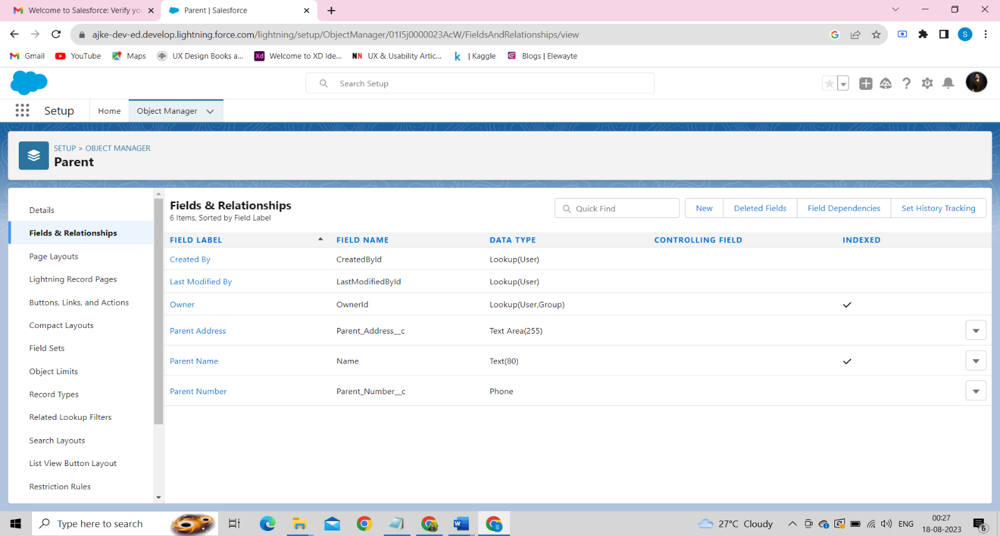 Welcome to Salesforce: Verify yo
Parent | Salesforce
ajke-dev-ed.develop.lightning.force.com/lightning/setup/ObjectManager/01I5j0000023AcW/FieldsAndRelationships/view
Gmail YouTube Maps UX Design Books a... Xd Welcome to XD Ide... NN UX & Usability Artic... k | Kaggle Blogs | Elewayte
Search Setup
Setup Home Object Manager
SETUP > OBJECT MANAGER
Parent
Details
Fields & Relationships
Page Layouts
Lightning Record Pages
Buttons, Links, and Actions
Compact Layouts
Field Sets
Object Limits
Record Types
Related Lookup Filters
Search Layouts
List View Button Layout
Restriction Rules
Fields & Relationships
6 Items, Sorted by Field Label
Quick Find New Deleted Fields Field Dependencies Set History Tracking
FIELD LABEL FIELD NAME DATA TYPE CONTROLLING FIELD INDEXED
Created By CreatedById Lookup(User)
Last Modified By LastModifiedById Lookup(User)
Owner OwnerId Lookup(User,Group)
Parent Address Parent_Address__c Text Area(255)
Parent Name Name Text(80)
Parent Number Parent_Number__c Phone
Type here to search
27°C Cloudy ENG
00:27
18-08-2023
6